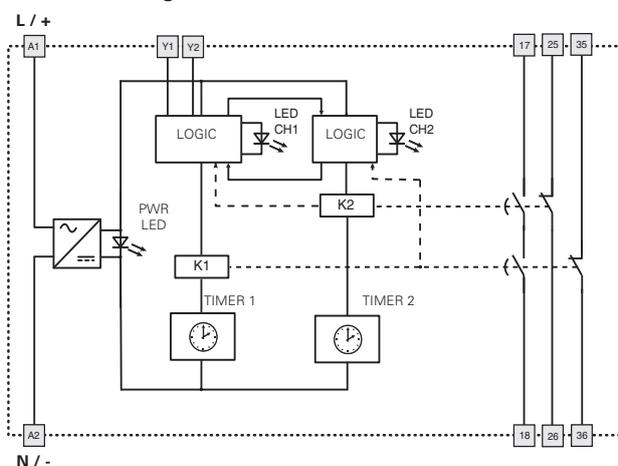 L / +
A1
Y1
Y2
17
25
35
LOGIC
LED
CH1
LOGIC
LED
CH2
K2
PWR
LED
K1
TIMER 1
TIMER 2
A2
18
26
36
N / -